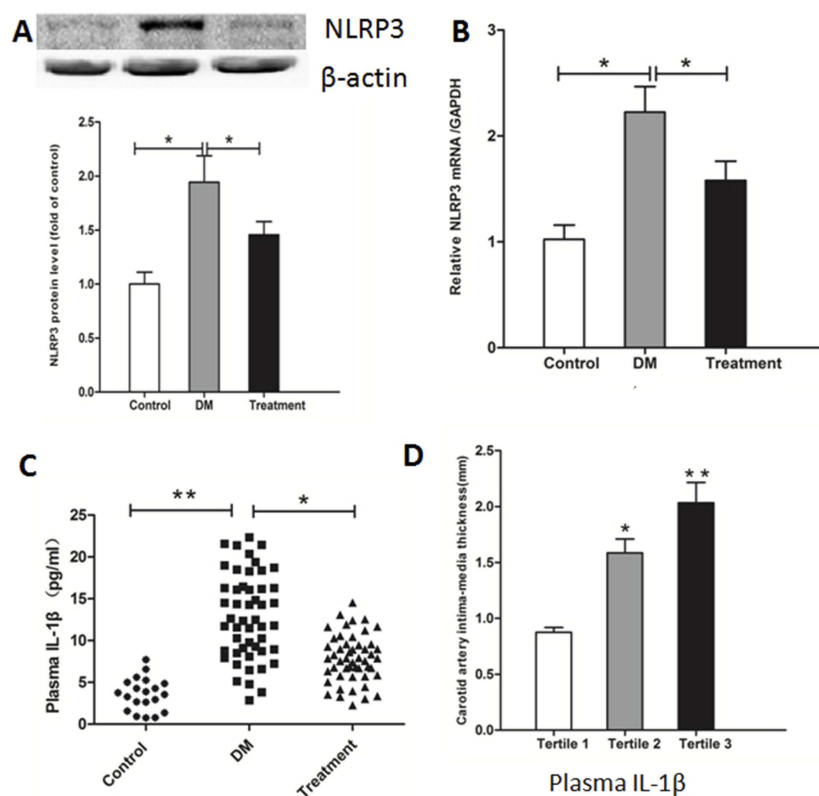 A
NLRP3
β-actin
NLRP3 protein level (fold of control)
2.5
2.0
1.5
1.0
0.5
0.0
* *
Control DM Treatment
B
Relative NLRP3 mRNA /GAPDH
3
2
1
0
* *
Control DM Treatment
C
Plasma IL-1β (pg/ml)
25
20
15
10
5
0
** *
Control DM Treatment
D
Carotid artery intima-media thickness(mm)
2.5
2.0
1.5
1.0
0.5
0.0
* **
Tertile 1 Tertile 2 Tertile 3
Plasma IL-1β